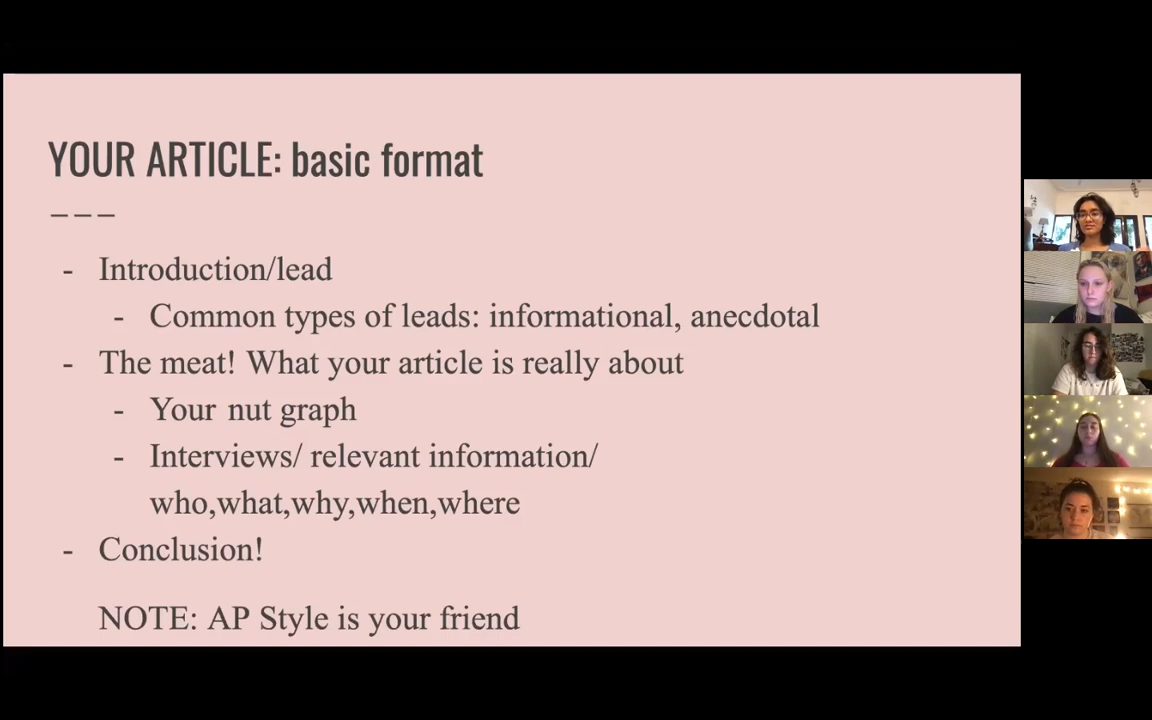 YOUR ARTICLE: basic format
___
- Introduction/lead
- Common types of leads: informational, anecdotal
- The meat! What your article is really about
- Your nut graph
- Interviews/ relevant information/
who,what,why,when,where
- Conclusion!
NOTE: AP Style is your friend